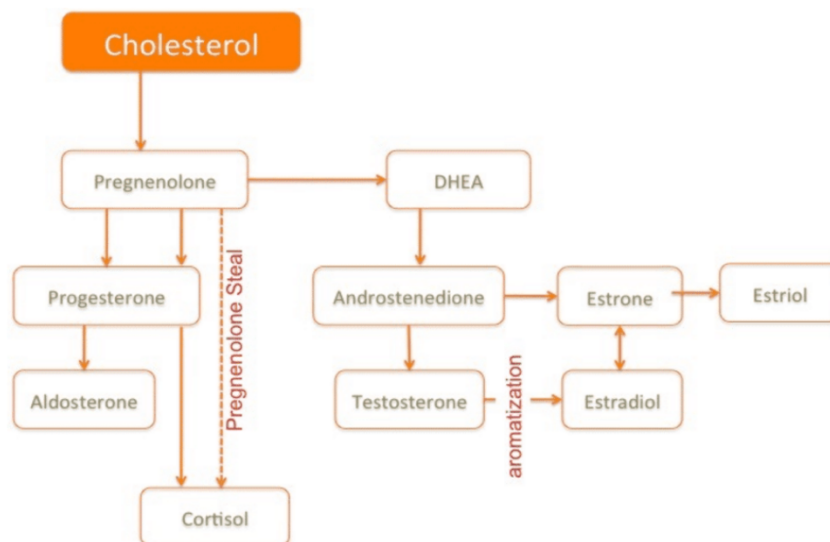 Cholesterol
Pregnenolone
DHEA
Pregnenolone Steal
Progesterone
Androstenedione
Estrone
Estriol
Aldosterone
Testosterone
aromatization
Estradiol
Cortisol